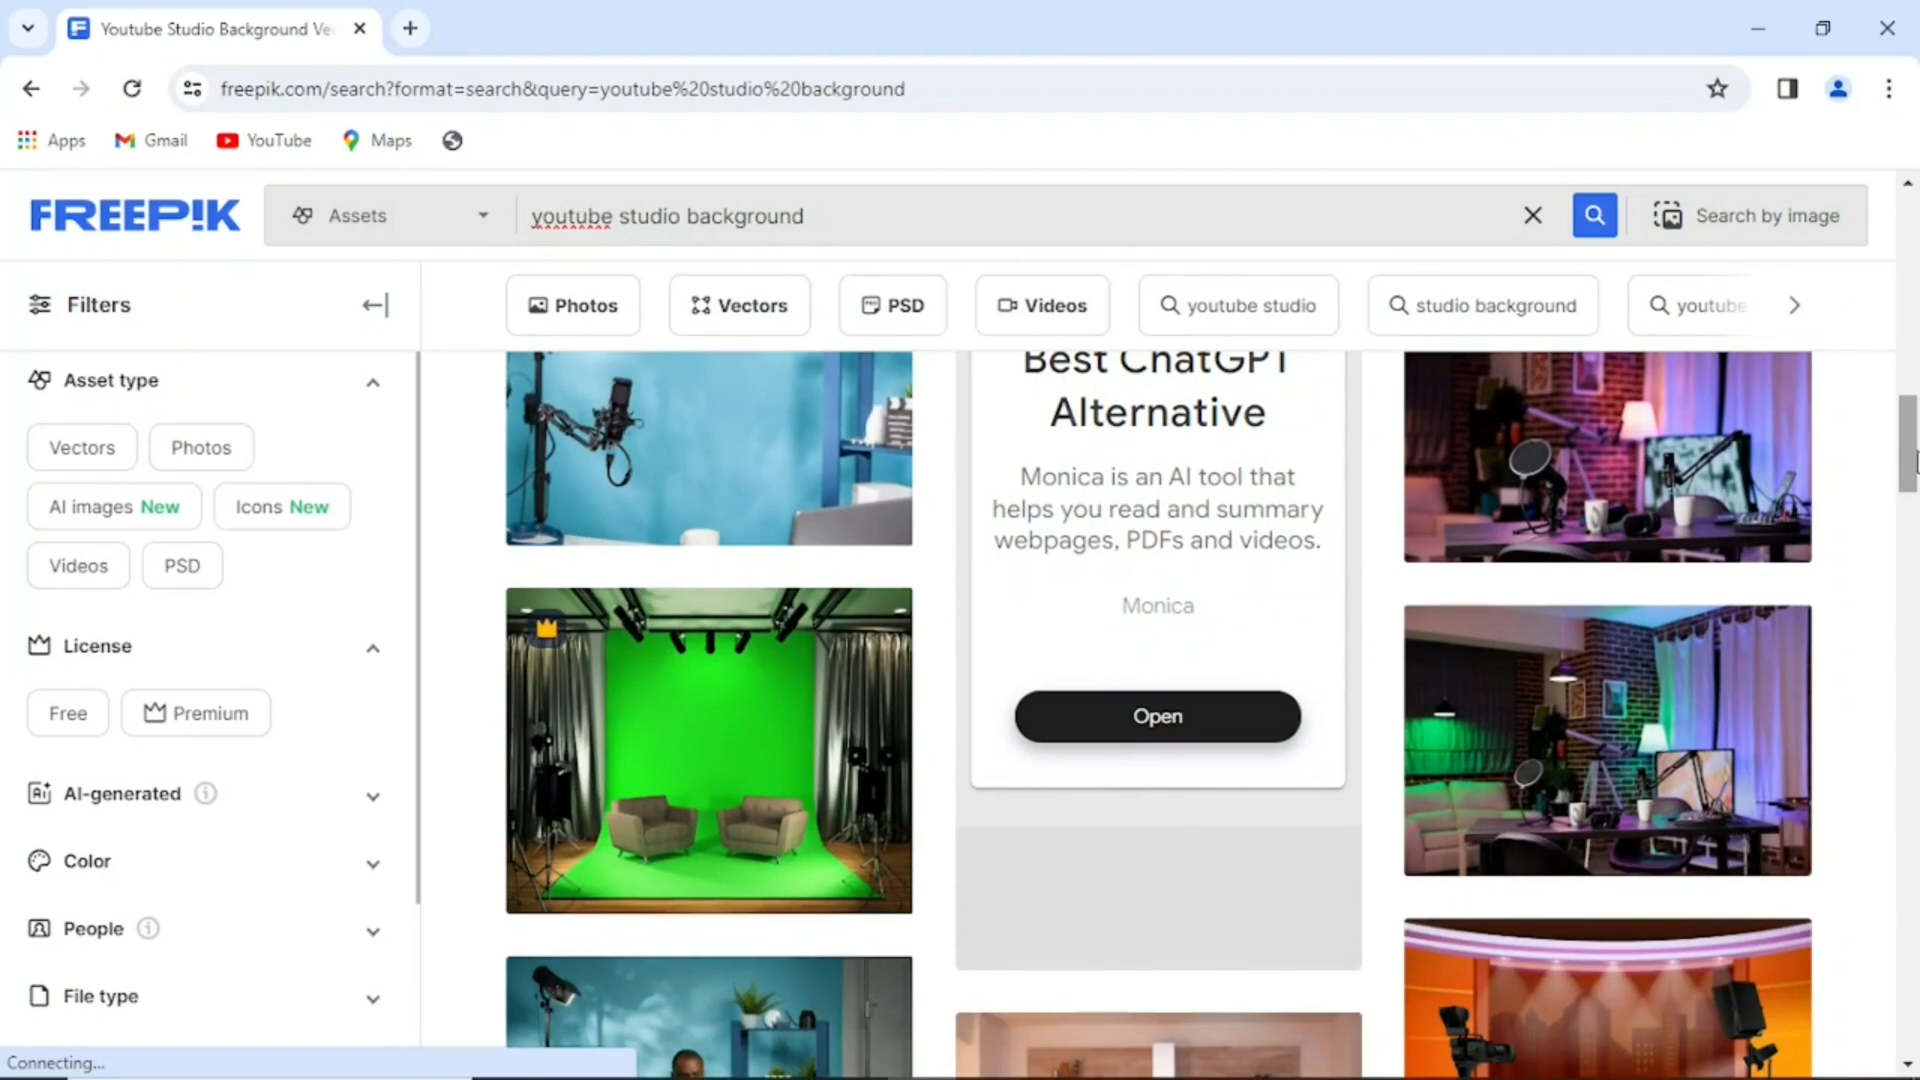 Youtube Studio Background Ve
freepik.com/search?format=search&query=youtube%20studio%20background
Apps
Gmail
YouTube
Maps
FREEP!K
Assets
youtube studio background
Search by image
Filters
Photos
Vectors
PSD
Videos
youtube studio
studio background
youtube
Asset type
Vectors
Photos
AI images New
Icons New
Videos
PSD
License
Free
Premium
AI-generated
Color
People
File type
Best ChatGPT
Alternative
Monica is an AI tool that
helps you read and summary
webpages, PDFs and videos.
Monica
Open
Connecting...